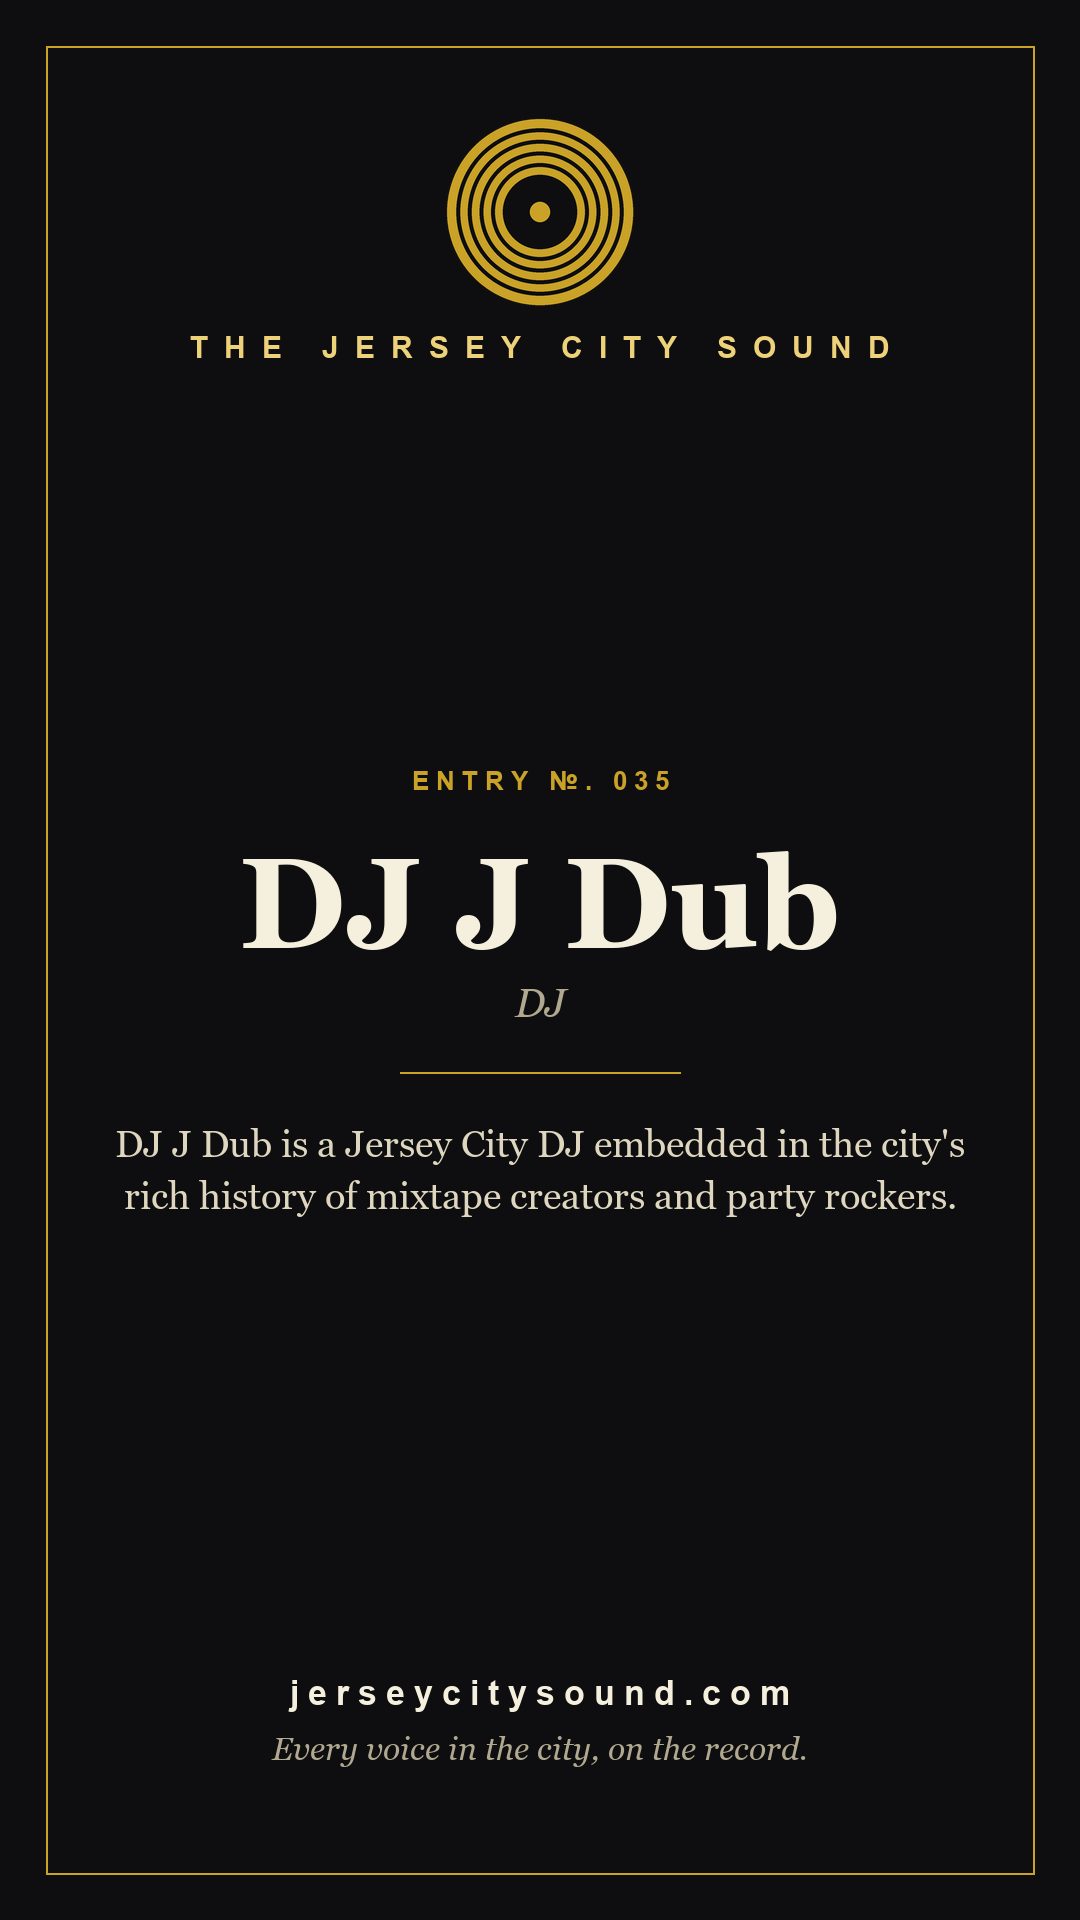 THE JERSEY CITY SOUND
ENTRY №. 035
DJ J Dub
DJ
DJ J Dub is a Jersey City DJ embedded in the city's
rich history of mixtape creators and party rockers.
jerseycitysound.com
Every voice in the city, on the record.